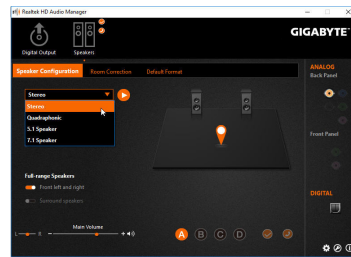 Realtek HD Audio Manager
GIGABYTE
Digital Output
Speakers
Speaker Configuration
Room Correction
Default Format
ANALOG
Back Panel
Stereo
Stereo
Quadraphonic
5.1 Speaker
7.1 Speaker
Front Panel
Full-range Speakers
Front left and right
Surround speakers
DIGITAL
Main Volume
L
R
A
B
C
D